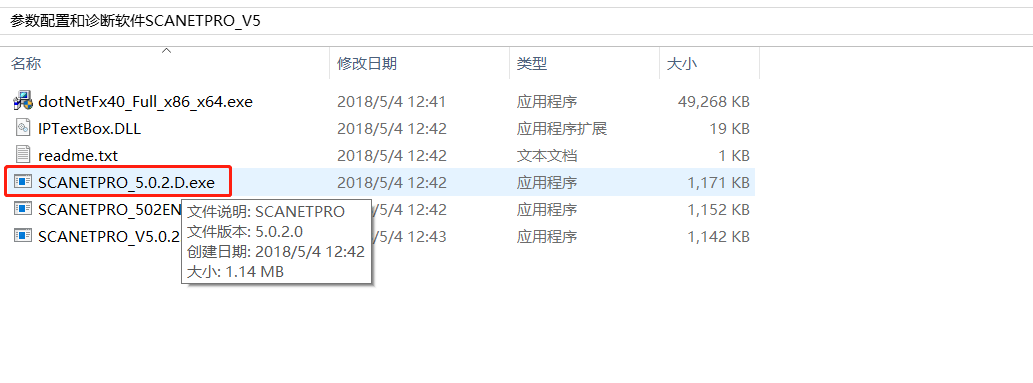 参数配置和诊断软件SCANETPRO_V5
名称 修改日期 类型 大小
dotNetFx40_Full_x86_x64.exe 2018/5/4 12:41 应用程序 49,268 KB
IPTextBox.DLL 2018/5/4 12:42 应用程序扩展 19 KB
readme.txt 2018/5/4 12:42 文本文档 1 KB
SCANETPRO_5.0.2.D.exe 2018/5/4 12:42 应用程序 1,171 KB
SCANETPRO_502EN 12:42 应用程序 1,152 KB
SCANETPRO_V5.0.2 12:43 应用程序 1,142 KB
文件说明: SCANETPRO
文件版本: 5.0.2.0
创建日期: 2018/5/4 12:42
大小: 1.14 MB